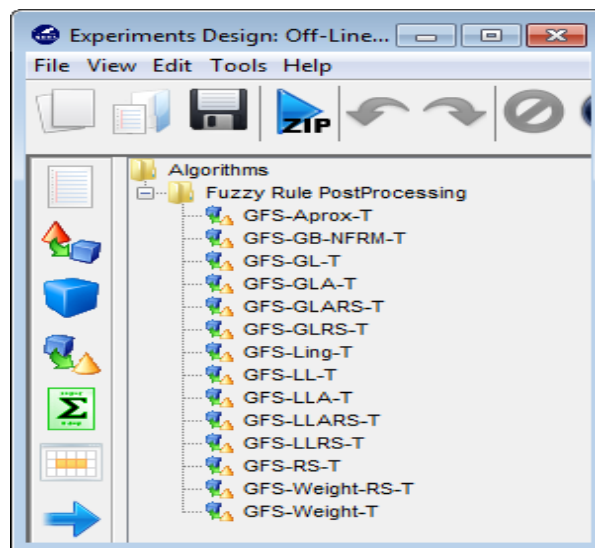 Experiments Design: Off-Line...
File View Edit Tools Help
ZIP
Algorithms
Fuzzy Rule PostProcessing
GFS-Aprox-T
GFS-GB-NFRM-T
GFS-GL-T
GFS-GLA-T
GFS-GLARS-T
GFS-GLRS-T
GFS-Ling-T
GFS-LL-T
GFS-LLA-T
GFS-LLARS-T
GFS-LLRS-T
GFS-RS-T
GFS-Weight-RS-T
GFS-Weight-T
Σ